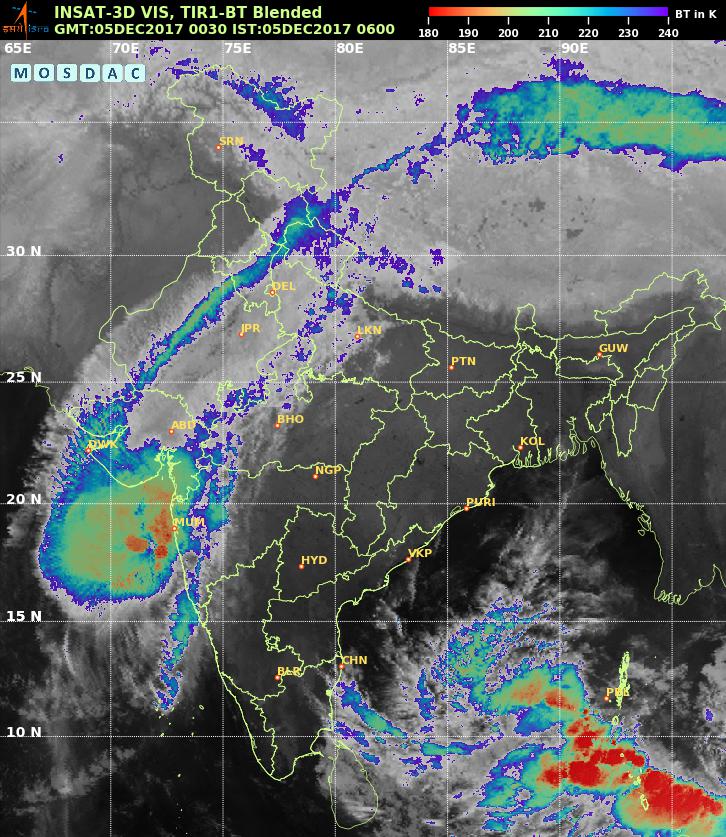 INSAT-3D VIS, TIR1-BT Blended
GMT:05DEC2017 0030 IST:05DEC2017 0600
BT in K
180 190 200 210 220 230 240
65E 70E 75E 80E 85E 90E
M O S D A C
SRN
30 N
DEL
JPR
LKN
GUW
PTN
25 N
ABD
BHO
DWK
KOL
NGP
20 N
PURI
MUM
VKP
HYD
15 N
CHN
BLR
10 N